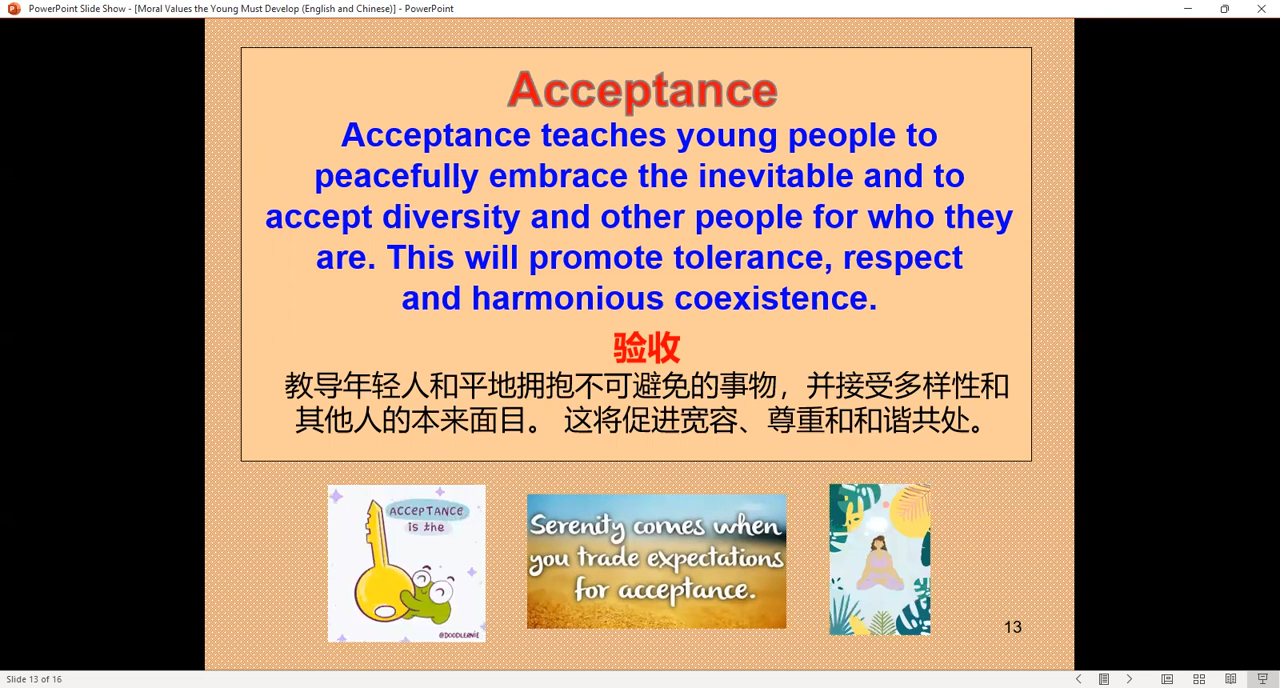 PowerPoint Slide Show - [Moral Values the Young Must Develop (English and Chinese)] - PowerPoint
Acceptance
Acceptance teaches young people to
peacefully embrace the inevitable and to
accept diversity and other people for who they
are. This will promote tolerance, respect
and harmonious coexistence.
验收
教导年轻人和平地拥抱不可避免的事物，并接受多样性和
其他人的本来面目。 这将促进宽容、尊重和和谐共处。
ACCEPTANCE
is the
@DOODLERNIE
Serenity comes when
you trade expectations
for acceptance.
13
Slide 13 of 16